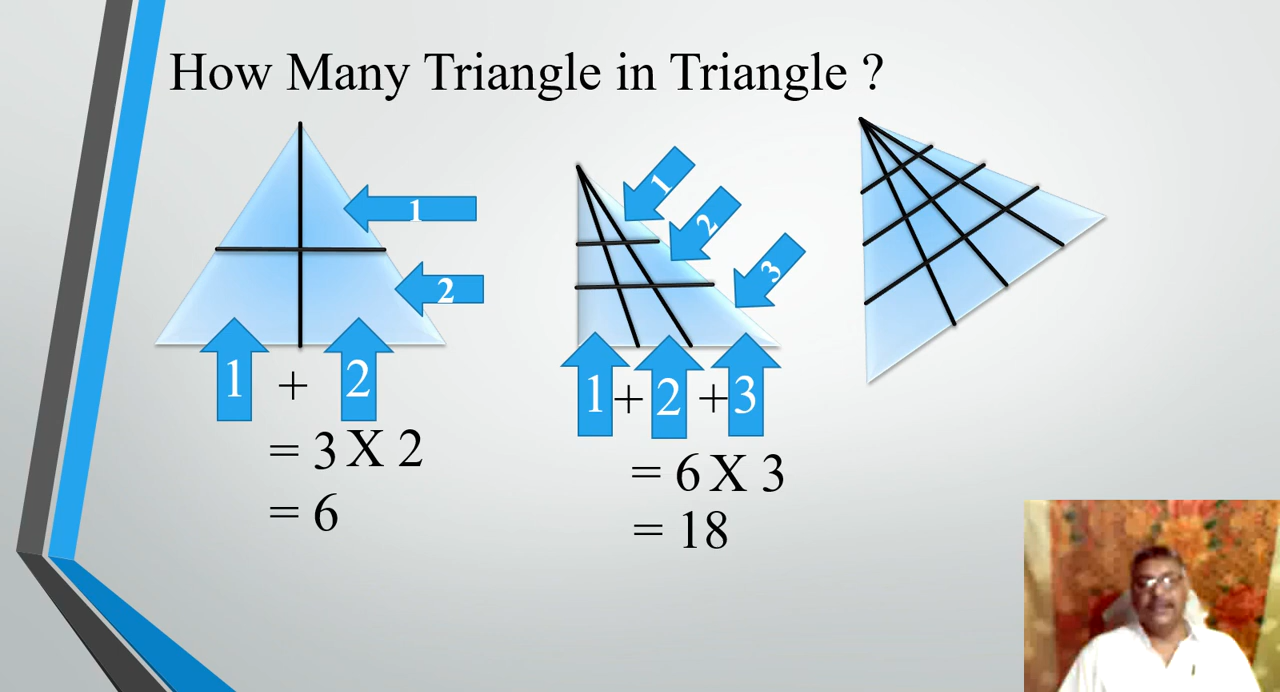 How Many Triangle in Triangle ?
1
2
1 + 2
= 3 X 2
= 6
1
2
3
1 + 2 + 3
= 6 X 3
= 18